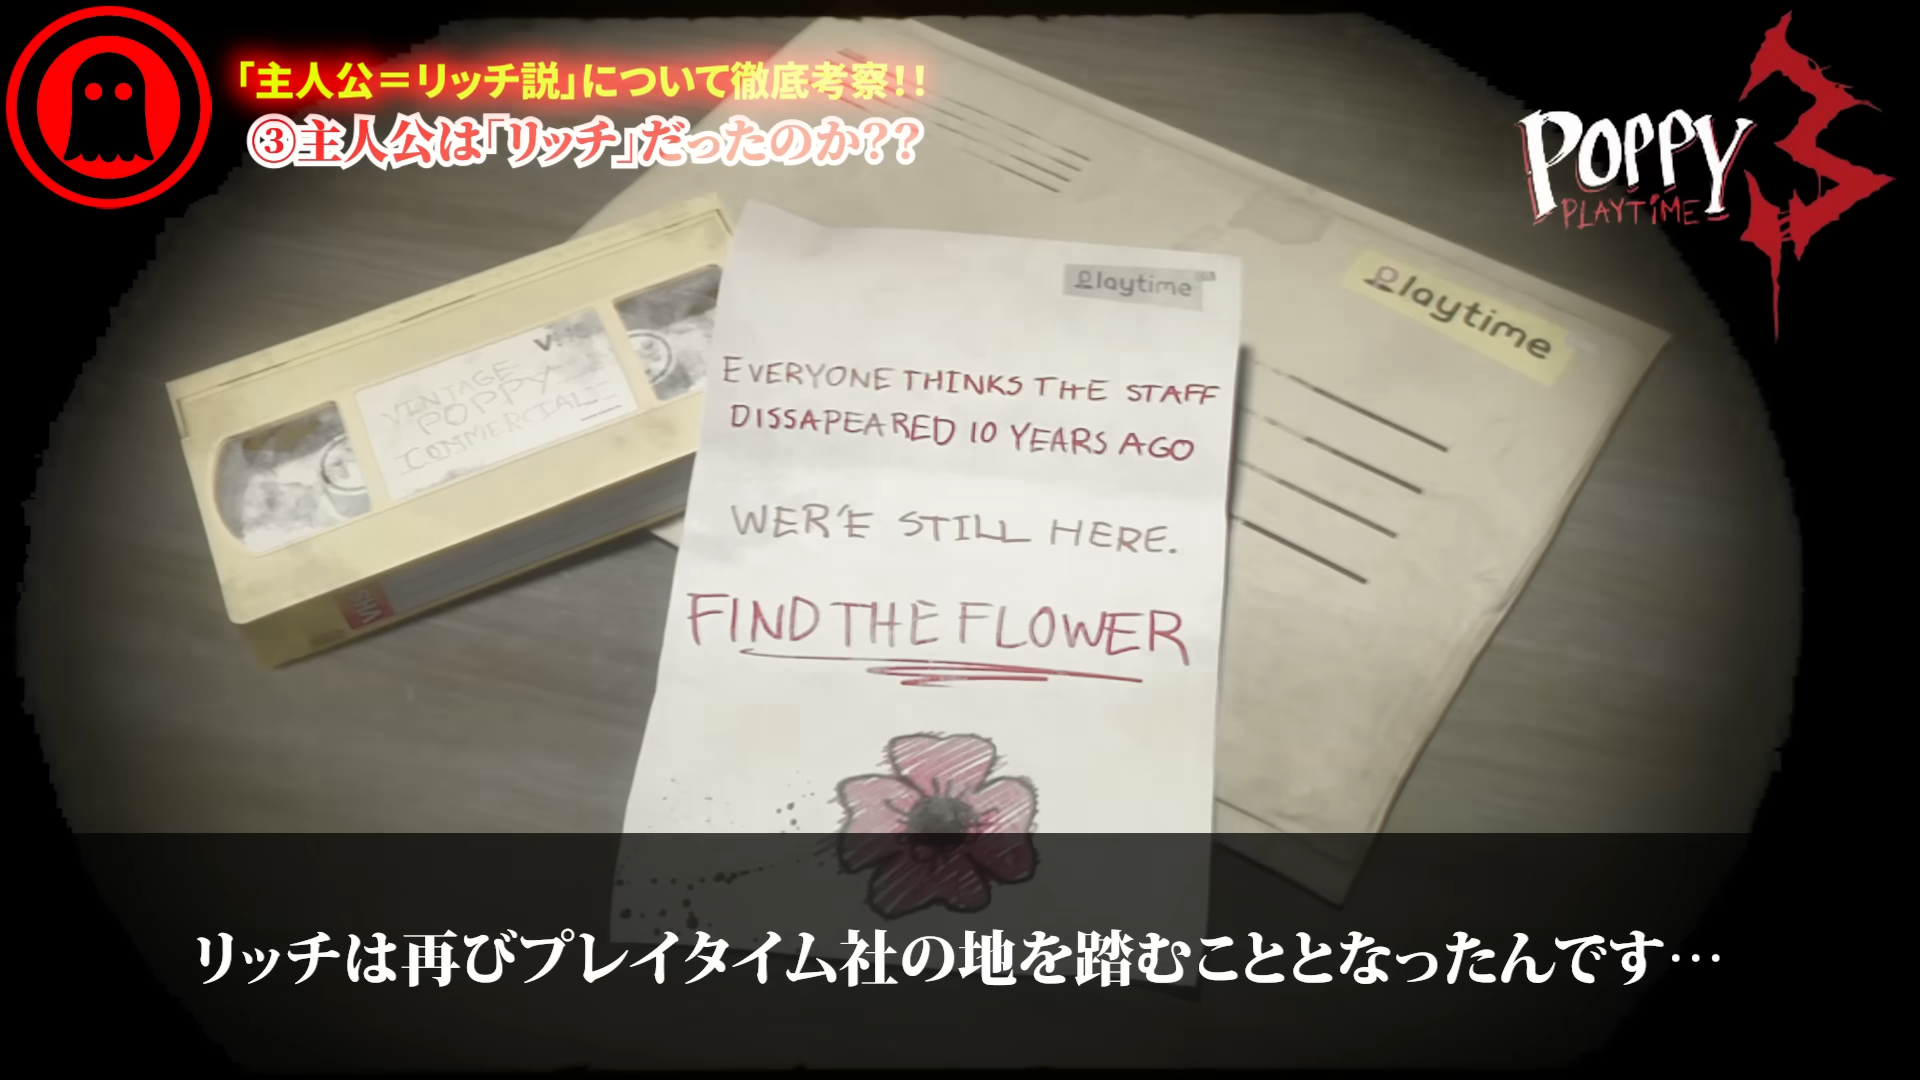 「主人公＝リッチ説」について徹底考察!!
③主人公は「リッチ」だったのか??
POPPY 3
PLAYTIME
Playtime
Playtime
VINTAGE
POPPY
COMMERCIAL
VHS
EVERYONE THINKS THE STAFF
DISSAPEARED 10 YEARS AGO
WER'E STILL HERE.
FIND THE FLOWER
リッチは再びプレイタイム社の地を踏むこととなったんです…